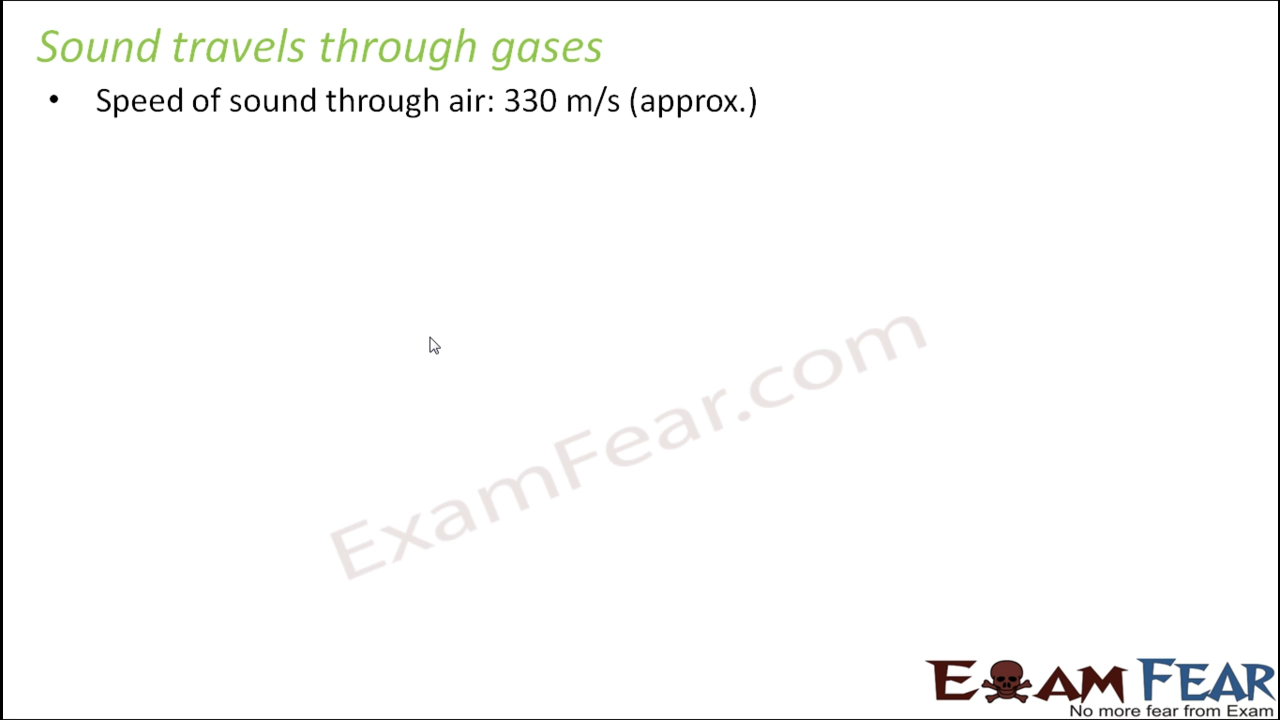 Sound travels through gases
• Speed of sound through air: 330 m/s (approx.)
ExamFear.com
EXAM FEAR
No more fear from Exam